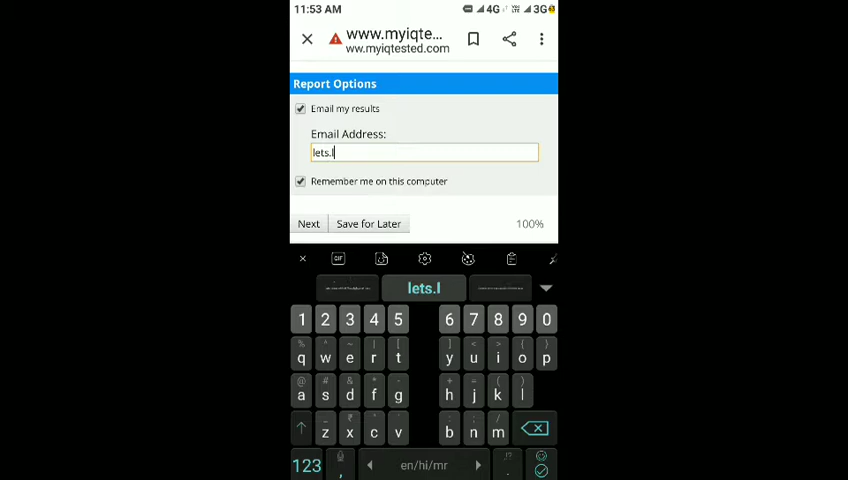 11:53 AM 4G 3G
www.myiqte...
ww.myiqtested.com
Report Options
Email my results
Email Address:
lets.l
Remember me on this computer
Next Save for Later 100%
GIF
lets.l
1 2 3 4 5 6 7 8 9 0
% ^ ~ | [ ] < > { }
q w e r t y u i o p
@ # & * - + = ( )
a s d f g h j k l
_ ₹ " ' : ; /
z x c v b n m
123 , en/hi/mr !? .